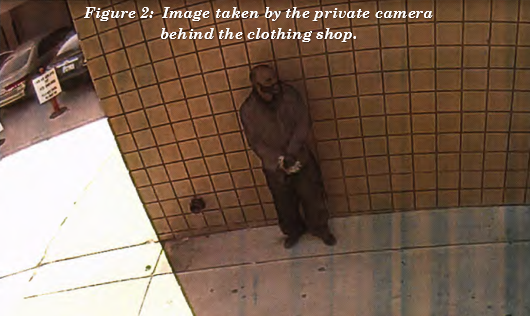 Figure 2:  Image taken by the private camera
behind the clothing shop.